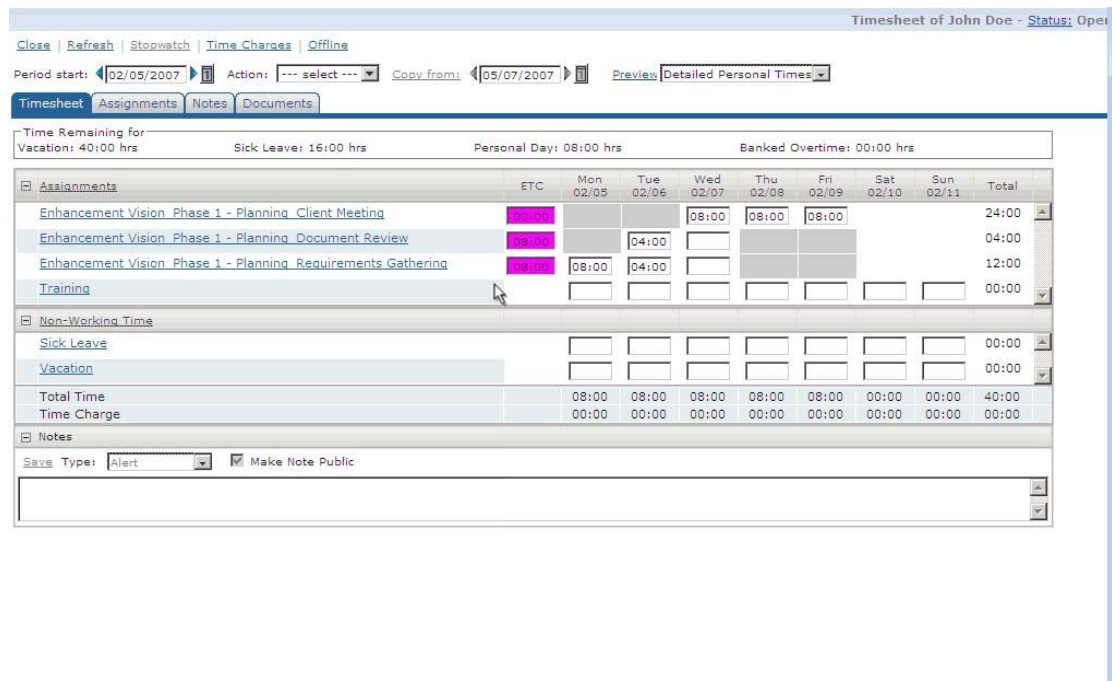 Timesheet of John Doe - Status: Oper
Close | Refresh | Stopwatch | Time Charges | Offline
Period start: 02/05/2007 Action: --- select --- Copy from: 05/07/2007 Preview Detailed Personal Times
Timesheet Assignments Notes Documents
Time Remaining for
Vacation: 40:00 hrs Sick Leave: 16:00 hrs Personal Day: 08:00 hrs Banked Overtime: 00:00 hrs
Assignments ETC Mon 02/05 Tue 02/06 Wed 02/07 Thu 02/08 Fri 02/09 Sat 02/10 Sun 02/11 Total
Enhancement Vision Phase 1 - Planning Client Meeting 00:00 08:00 08:00 08:00 24:00
Enhancement Vision Phase 1 - Planning Document Review 08:00 04:00 04:00
Enhancement Vision Phase 1 - Planning Requirements Gathering 08:00 08:00 04:00 12:00
Training 00:00
Non-Working Time
Sick Leave 00:00
Vacation 00:00
Total Time 08:00 08:00 08:00 08:00 08:00 00:00 00:00 40:00
Time Charge 00:00 00:00 00:00 00:00 00:00 00:00 00:00 00:00
Notes
Save Type: Alert Make Note Public